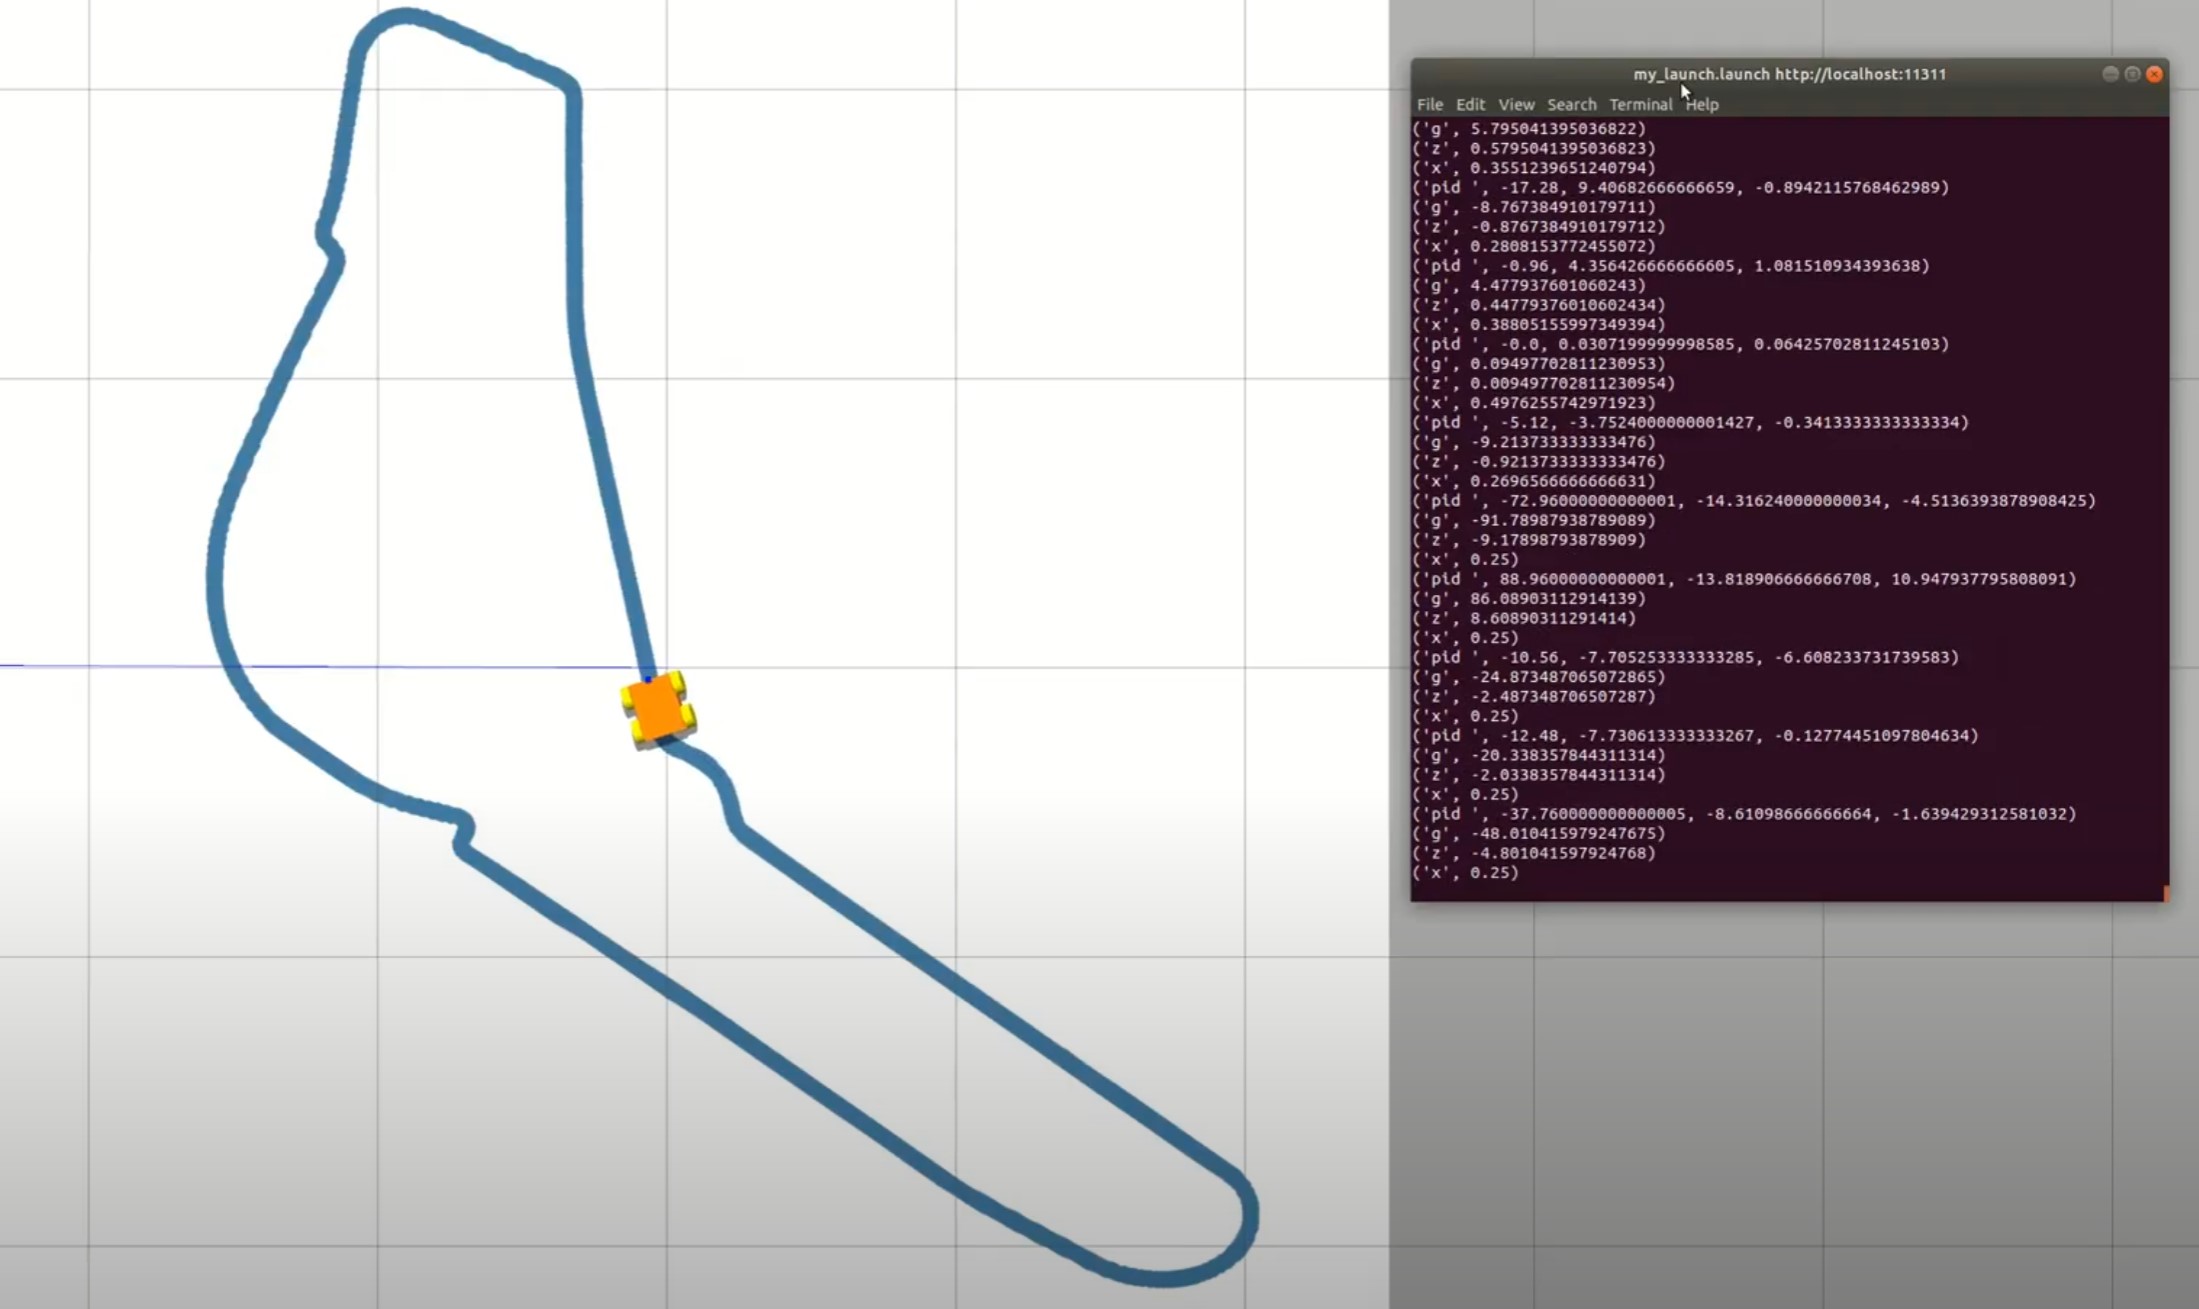 my_launch.launch http://localhost:11311
File Edit View Search Terminal Help
('g', 5.795041395036822)
('z', 0.5795041395036823)
('x', 0.3551239651240794)
('pid ', -17.28, 9.40682666666659, -0.8942115768462989)
('g', -8.767384910179711)
('z', -0.8767384910179712)
('x', 0.2808153772455072)
('pid ', -0.96, 4.356426666666605, 1.081510934393638)
('g', 4.477937601060243)
('z', 0.44779376010602434)
('x', 0.38805155997349394)
('pid ', -0.0, 0.0307199999998585, 0.06425702811245103)
('g', 0.09497702811230953)
('z', 0.009497702811230954)
('x', 0.4976255742971923)
('pid ', -5.12, -3.7524000000001427, -0.3413333333333334)
('g', -9.213733333333476)
('z', -0.9213733333333476)
('x', 0.2696566666666631)
('pid ', -72.96000000000001, -14.316240000000034, -4.5136393878908425)
('g', -91.78987938789089)
('z', -9.17898793878909)
('x', 0.25)
('pid ', 88.96000000000001, -13.818906666666708, 10.947937795808091)
('g', 86.08903112914139)
('z', 8.60890311291414)
('x', 0.25)
('pid ', -10.56, -7.705253333333285, -6.608233731739583)
('g', -24.873487065072865)
('z', -2.4873487065072​87)
('x', 0.25)
('pid ', -12.48, -7.730613333333267, -0.12774451097804634)
('g', -20.338357844311314)
('z', -2.0338357844311314)
('x', 0.25)
('pid ', -37.760000000000005, -8.61098666666664, -1.639429312581032)
('g', -48.010415979247675)
('z', -4.801041597924768)
('x', 0.25)